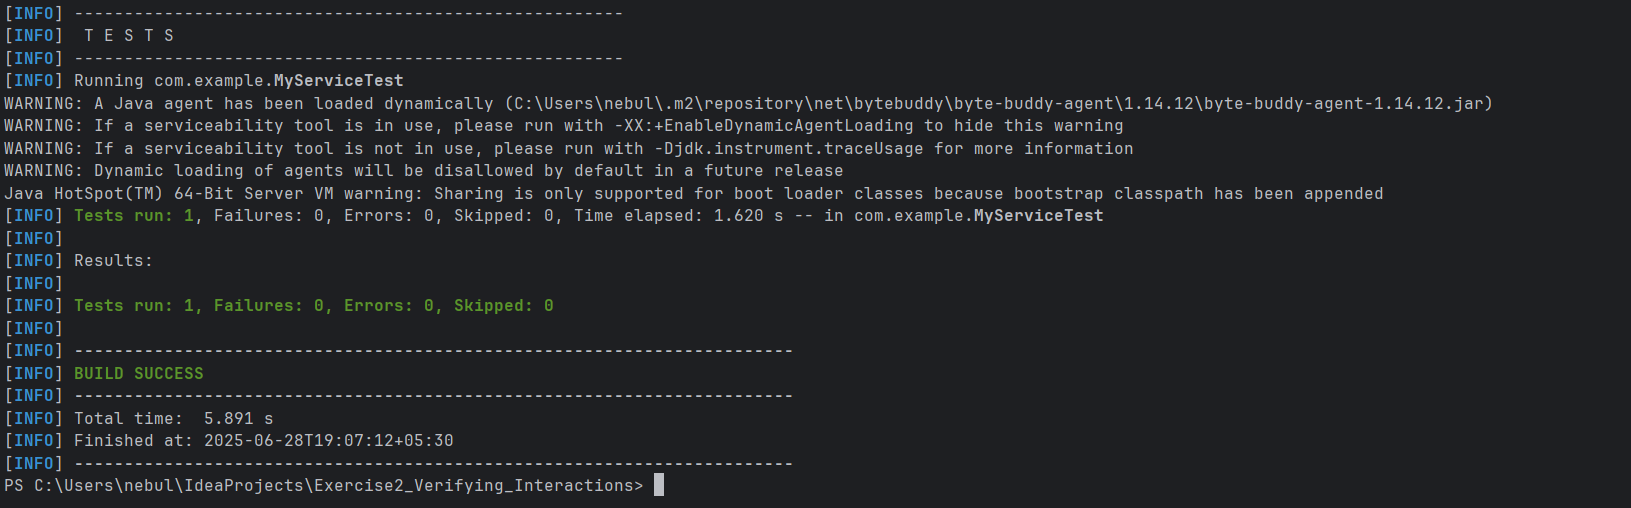 [INFO] -------------------------------------------------------
[INFO]  T E S T S
[INFO] -------------------------------------------------------
[INFO] Running com.example.MyServiceTest
WARNING: A Java agent has been loaded dynamically (C:\Users\nebul\.m2\repository\net\bytebuddy\byte-buddy-agent\1.14.12\byte-buddy-agent-1.14.12.jar)
WARNING: If a serviceability tool is in use, please run with -XX:+EnableDynamicAgentLoading to hide this warning
WARNING: If a serviceability tool is not in use, please run with -Djdk.instrument.traceUsage for more information
WARNING: Dynamic loading of agents will be disallowed by default in a future release
Java HotSpot(TM) 64-Bit Server VM warning: Sharing is only supported for boot loader classes because bootstrap classpath has been appended
[INFO] Tests run: 1, Failures: 0, Errors: 0, Skipped: 0, Time elapsed: 1.620 s -- in com.example.MyServiceTest
[INFO]
[INFO] Results:
[INFO]
[INFO] Tests run: 1, Failures: 0, Errors: 0, Skipped: 0
[INFO]
[INFO] ------------------------------------------------------------------------
[INFO] BUILD SUCCESS
[INFO] ------------------------------------------------------------------------
[INFO] Total time:  5.891 s
[INFO] Finished at: 2025-06-28T19:07:12+05:30
[INFO] ------------------------------------------------------------------------
PS C:\Users\nebul\IdeaProjects\Exercise2_Verifying_Interactions>